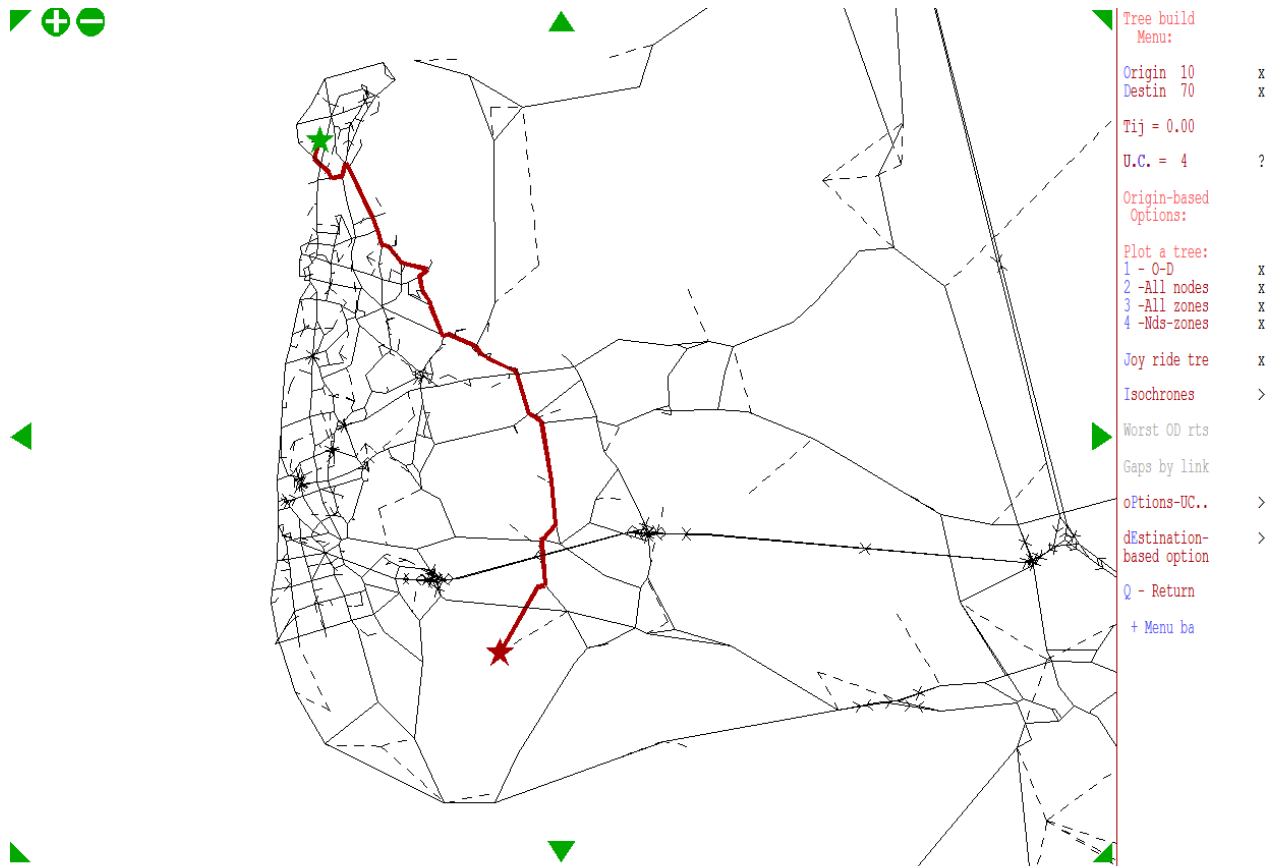 Tree build
Menu:
Origin 10 x
Destin 70 x
Tij = 0.00
U.C. = 4 ?
Origin-based
Options:
Plot a tree:
1 - O-D x
2 -All nodes x
3 -All zones x
4 -Nds-zones x
Joy ride tre x
Isochrones >
Worst OD rts
Gaps by link
oPtions-UC.. >
dEstination- >
based option
Q - Return
+ Menu ba